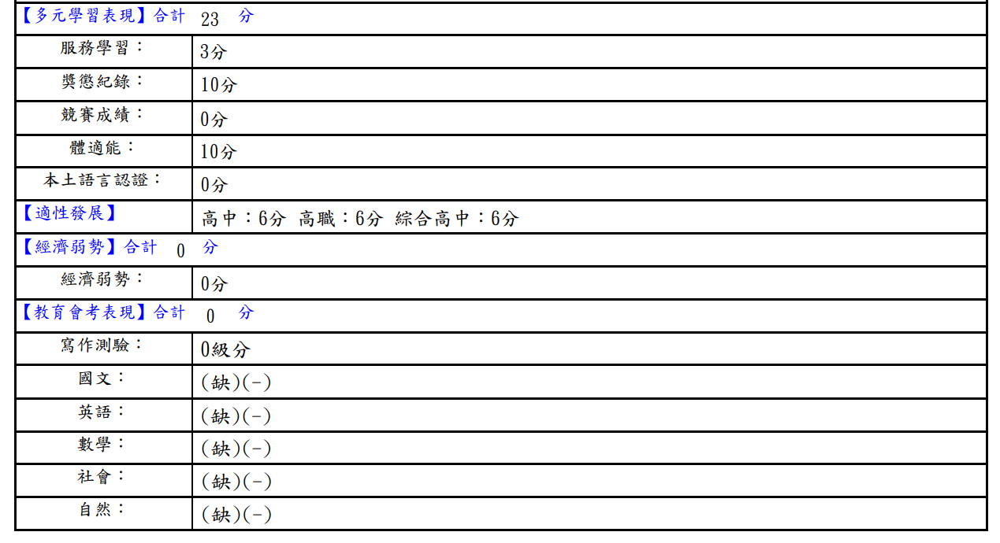 【多元學習表現】合計 23 分
服務學習： 3分
獎懲紀錄： 10分
競賽成績： 0分
體適能： 10分
本土語言認證： 0分
【適性發展】 高中：6分 高職：6分 綜合高中：6分
【經濟弱勢】合計 0 分
經濟弱勢： 0分
【教育會考表現】合計 0 分
寫作測驗： 0級分
國文： (缺)(-)
英語： (缺)(-)
數學： (缺)(-)
社會： (缺)(-)
自然： (缺)(-)